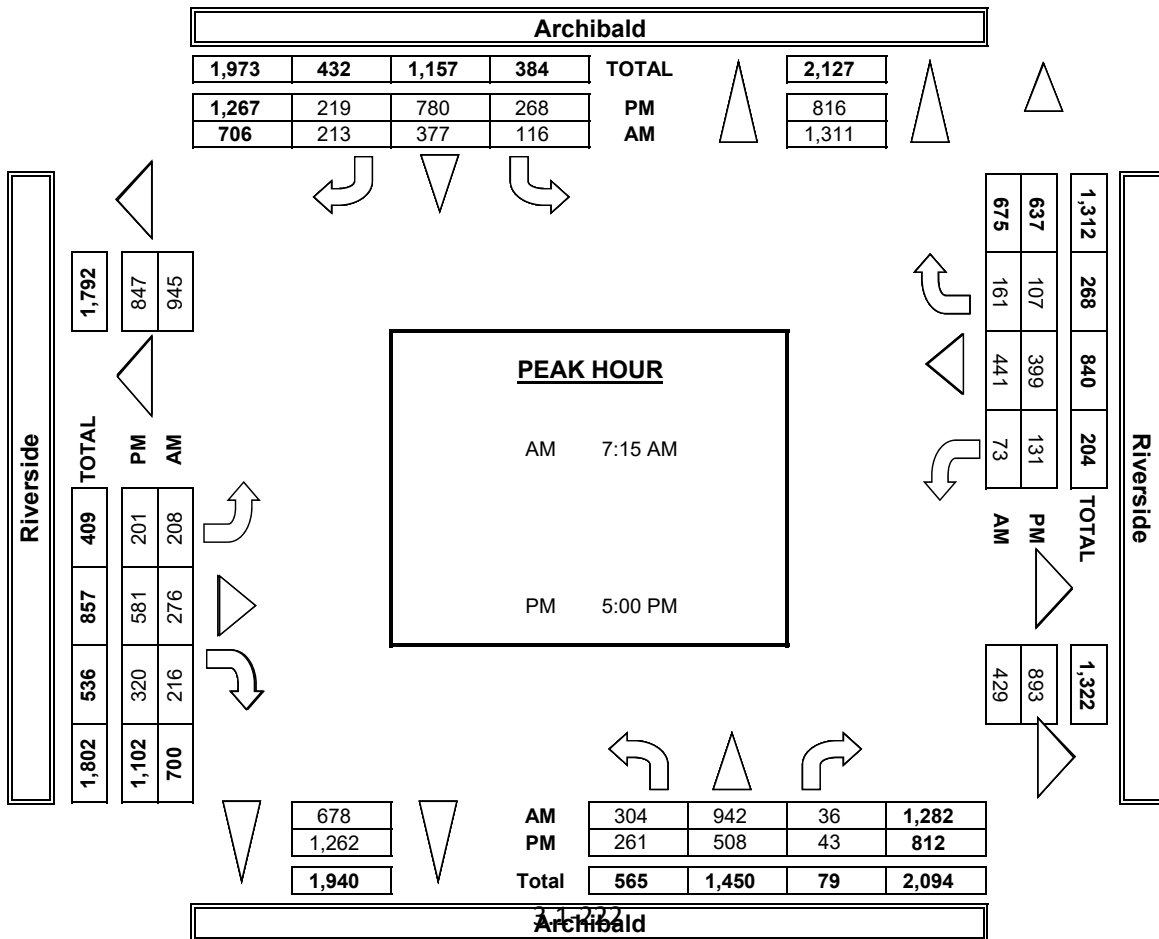 Archibald
1,973 432 1,157 384 TOTAL 2,127
1,267 219 780 268 PM 816
706 213 377 116 AM 1,311
Riverside
1,792
847
945
TOTAL
PM
AM
409 857 536 1,802
201 581 320 1,102
208 276 216 700
PEAK HOUR
AM 7:15 AM
PM 5:00 PM
1,312 268 840 204 TOTAL
637 107 399 131 PM
675 161 441 73 AM
1,322
893
429
Riverside
678 AM 304 942 36 1,282
1,262 PM 261 508 43 812
1,940 Total 565 1,450 79 2,094
3.1-222
Archibald